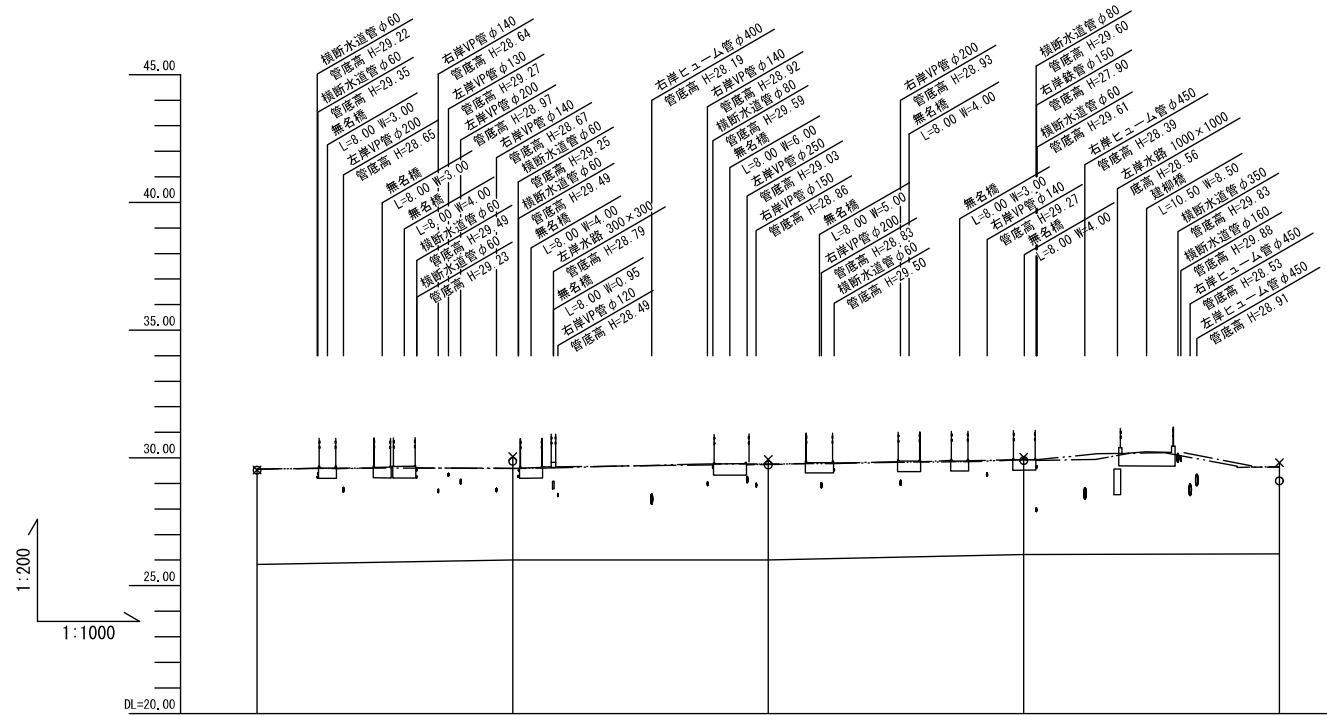 横断水道管φ60
管底高 H=29.22
横断水道管φ60
管底高 H=29.35
無名橋
L=8.00 W=3.00
左岸VP管φ200
管底高 H=28.65
無名橋
L=8.00 W=3.00
無名橋
L=8.00 W=4.00
横断水道管φ60
管底高 H=29.49
横断水道管φ60
管底高 H=29.23
右岸VP管φ140
管底高 H=28.64
左岸VP管φ130
管底高 H=29.27
左岸VP管φ200
管底高 H=28.97
右岸VP管φ140
管底高 H=28.67
横断水道管φ60
管底高 H=29.25
横断水道管φ60
管底高 H=29.49
無名橋
L=8.00 W=4.00
左岸水路 300×300
管底高 H=28.79
無名橋
L=8.00 W=0.95
右岸VP管φ120
管底高 H=28.49
右岸ヒューム管φ400
管底高 H=28.19
右岸VP管φ140
管底高 H=28.92
横断水道管φ80
管底高 H=29.59
無名橋
L=8.00 W=6.00
左岸VP管φ250
管底高 H=29.03
右岸VP管φ150
管底高 H=28.86
無名橋
L=8.00 W=5.00
右岸VP管φ200
管底高 H=28.83
横断水道管φ60
管底高 H=29.50
右岸VP管φ200
管底高 H=28.93
無名橋
L=8.00 W=4.00
無名橋
L=8.00 W=3.00
右岸VP管φ140
管底高 H=29.27
無名橋
L=8.00 W=4.00
横断水道管φ80
管底高 H=29.60
右岸鉄管φ150
管底高 H=27.90
横断水道管φ60
管底高 H=29.61
右岸ヒューム管φ450
管底高 H=28.39
左岸水路 1000×1000
底高 H=28.56
建柳橋
L=10.50 W=8.50
横断水道管φ350
管底高 H=29.83
横断水道管φ160
管底高 H=29.88
右岸ヒューム管φ450
管底高 H=28.53
左岸ヒューム管φ450
管底高 H=28.91
45.00
40.00
35.00
30.00
25.00
DL=20.00
1:200
1:1000